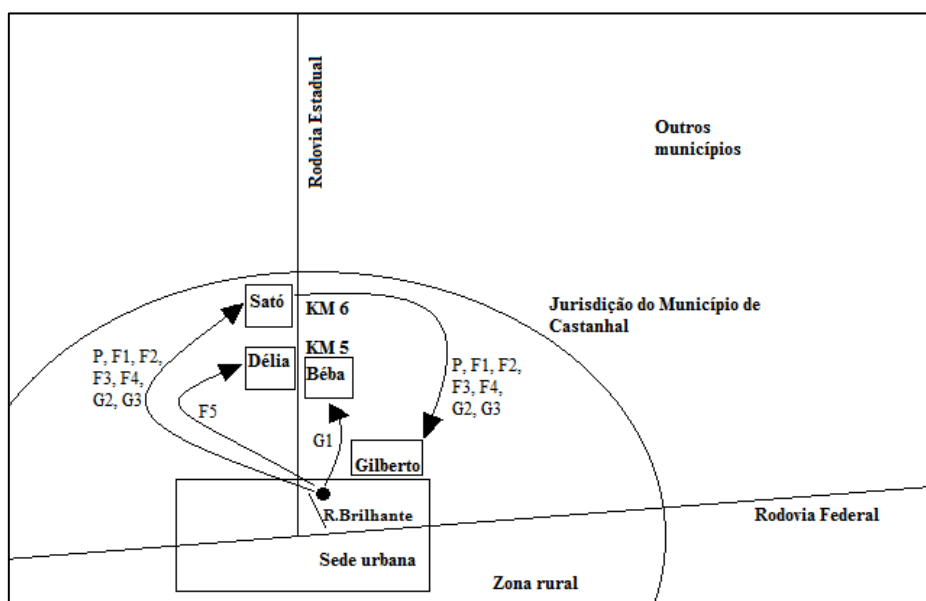 Rodovia Estadual
Outros
municípios
Sató
KM 6
Jurisdição do Município de
Castanhal
KM 5
Délia
Béba
P, F1, F2,
F3, F4,
G2, G3
P, F1, F2,
F3, F4,
G2, G3
F5
G1
Gilberto
R.Brilhante
Rodovia Federal
Sede urbana
Zona rural